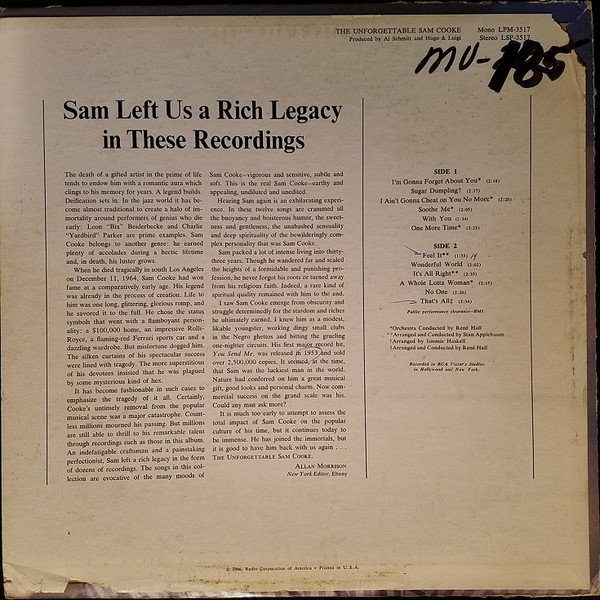 THE UNFORGETTABLE SAM COOKE Mono LPM-3517
Produced by Al Schmitt and Hugo & Luigi Stereo LSP-3517
MU-
Sam Left Us a Rich Legacy
in These Recordings
The death of a gifted artist in the prime of life
tends to endow him with a romantic aura which
clings to his memory for years. A legend builds.
Deification sets in. In the jazz world it has be-
come almost traditional to create a halo of im-
mortality around performers of genius who die
early: Leon "Bix" Beiderbecke and Charlie
"Yardbird" Parker are prime examples. Sam
Cooke belongs to another genre: he earned
plenty of accolades during a hectic lifetime
and, in death, his luster grows.
When he died tragically in south Los Angeles
on December 11, 1964, Sam Cooke had won
fame at a comparatively early age. His legend
was already in the process of creation. Life to
him was one long, glittering, glorious romp, and
he savored it to the full. He chose the status
symbols that went with a flamboyant person-
ality: a $100,000 home, an impressive Rolls-
Royce, a flaming-red Ferrari sports car and a
dazzling wardrobe. But misfortune dogged him.
The silken curtains of his spectacular success
were lined with tragedy. The more superstitious
of his devotees insisted that he was plagued
by some mysterious kind of hex.
It has become fashionable in such cases to
emphasize the tragedy of it all. Certainly,
Cooke's untimely removal from the popular
musical scene was a major catastrophe. Count-
less millions mourned his passing. But millions
are still able to thrill to his remarkable talent
through recordings such as those in this album.
An indefatigable craftsman and a painstaking
perfectionist, Sam left a rich legacy in the form
of dozens of recordings. The songs in this col-
lection are evocative of the many moods of
Sam Cooke—vigorous and sensitive, subtle and
soft. This is the real Sam Cooke—earthy and
appealing, undiluted and unedited.
Hearing Sam again is an exhilarating experi-
ence. In these twelve songs are crammed all
the buoyancy and boisterous humor, the sweet-
ness and gentleness, the unabashed sensuality
and deep spirituality of the bewilderingly com-
plex personality that was Sam Cooke.
Sam packed a lot of intense living into thirty-
three years. Though he wandered far and scaled
the heights of a formidable and punishing pro-
fession, he never forgot his roots or turned away
from his religious faith. Indeed, a rare kind of
spiritual quality remained with him to the end.
I saw Sam Cooke emerge from obscurity and
struggle determinedly for the stardom and riches
he ultimately earned. I knew him as a modest,
likable youngster, working dingy small clubs
in the Negro ghettos and hitting the grueling
one-nighter circuits. His first major record hit,
You Send Me, was released in 1953 and sold
over 2,500,000 copies. It seemed, at the time,
that Sam was the luckiest man in the world.
Nature had conferred on him a great musical
gift, good looks and personal charm. Now com-
mercial success on the grand scale was his.
Could any man ask more?
It is much too early to attempt to assess the
total impact of Sam Cooke on the popular
culture of his time, but it continues today to
be immense. He has joined the immortals, but
it is good to have him back with us again . . .
THE UNFORGETTABLE SAM COOKE.
ALLAN MORRISON
New York Editor, Ebony
SIDE 1
I'm Gonna Forget About You* (2:18)
Sugar Dumpling† (2:17)
I Ain't Gonna Cheat on You No More* (2:20)
Soothe Me* (2:05)
With You (2:34)
One More Time* (2:23)
SIDE 2
Feel It** (1:55)
Wonderful World (2:02)
It's All Right** (2:35)
A Whole Lotta Woman* (2:15)
No One (2:30)
That's All‡ (2:34)
Public performance clearance—BMI.
*Orchestra Conducted by René Hall
**Arranged and Conducted by Stan Applebaum
†Arranged by Jimmie Haskell
‡Arranged and Conducted by René Hall
Recorded in RCA Victor's Studios
in Hollywood and New York.
© 1966, Radio Corporation of America • Printed in U.S.A.